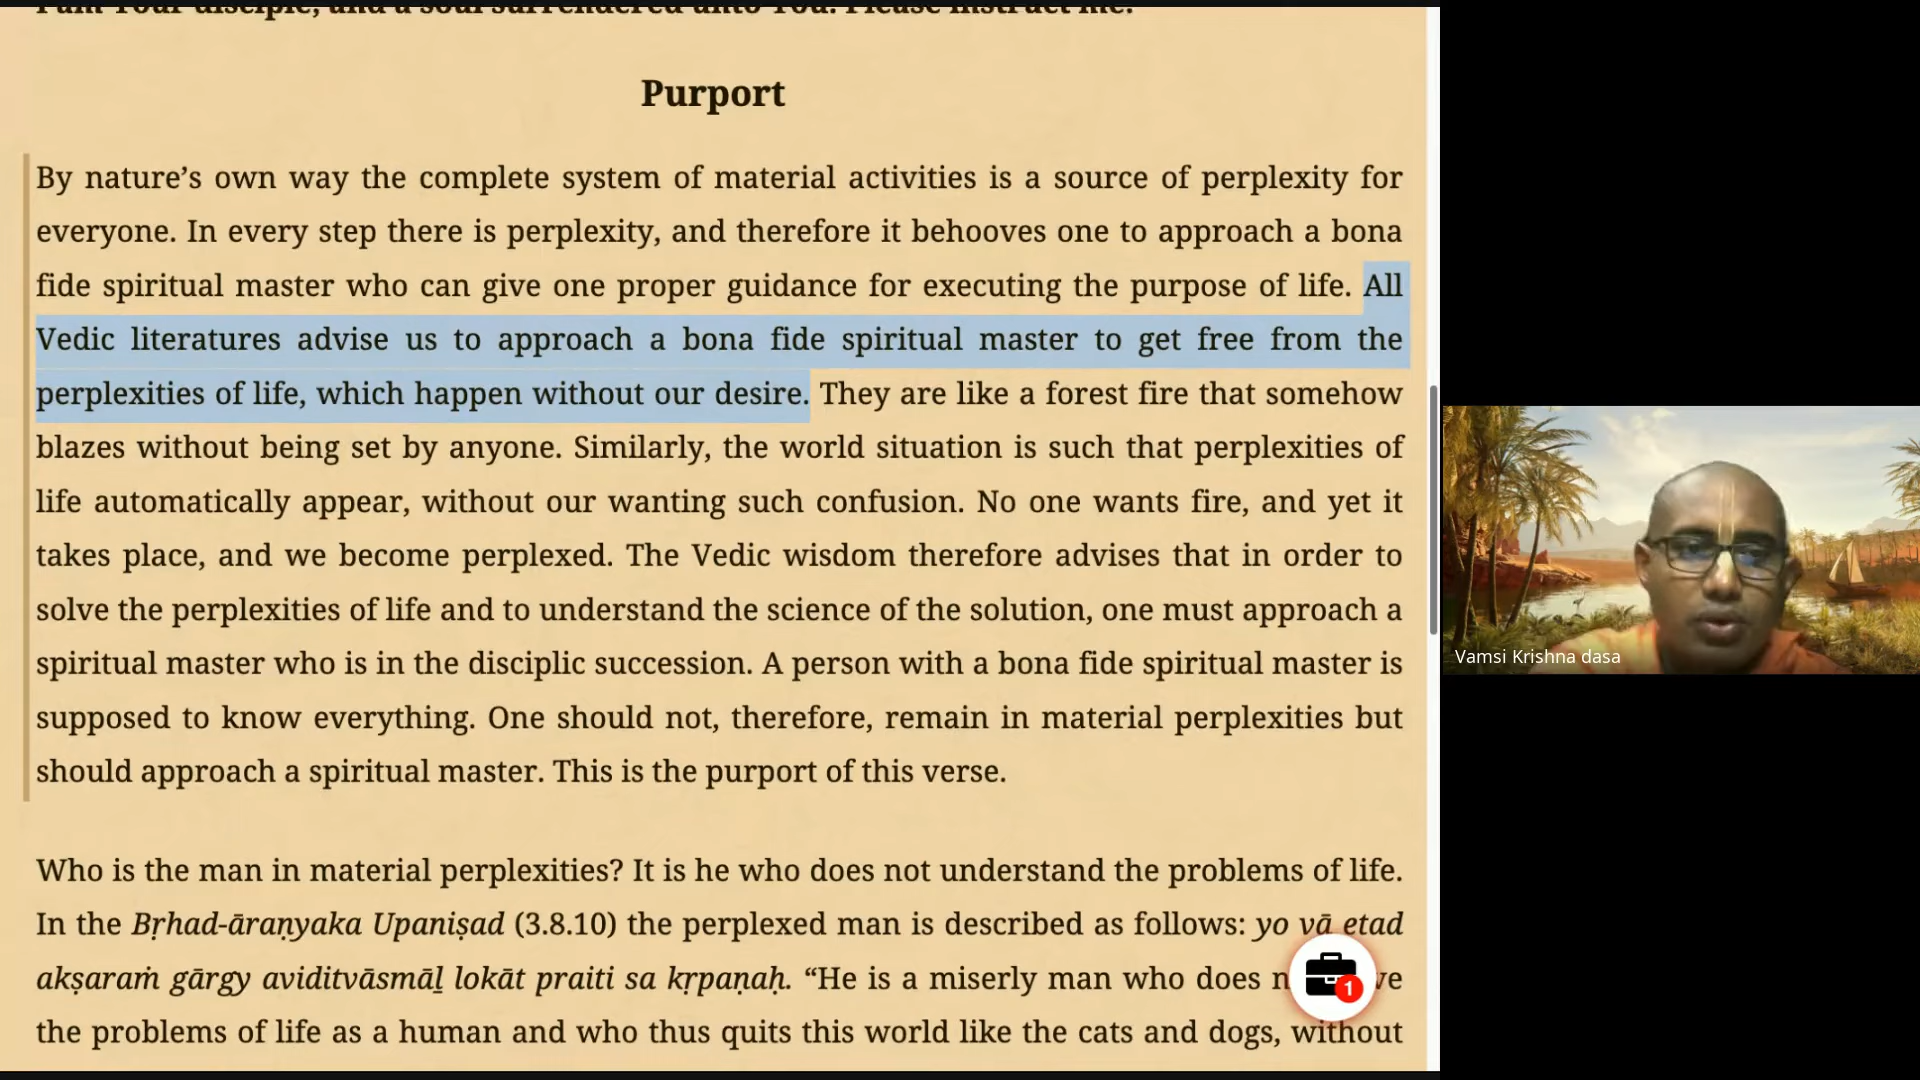 I am Your disciple, and a soul surrendered unto You. Please instruct me.
Purport
By nature’s own way the complete system of material activities is a source of perplexity for
everyone. In every step there is perplexity, and therefore it behooves one to approach a bona
fide spiritual master who can give one proper guidance for executing the purpose of life. All
Vedic literatures advise us to approach a bona fide spiritual master to get free from the
perplexities of life, which happen without our desire. They are like a forest fire that somehow
blazes without being set by anyone. Similarly, the world situation is such that perplexities of
life automatically appear, without our wanting such confusion. No one wants fire, and yet it
takes place, and we become perplexed. The Vedic wisdom therefore advises that in order to
solve the perplexities of life and to understand the science of the solution, one must approach a
spiritual master who is in the disciplic succession. A person with a bona fide spiritual master is
supposed to know everything. One should not, therefore, remain in material perplexities but
should approach a spiritual master. This is the purport of this verse.
Who is the man in material perplexities? It is he who does not understand the problems of life.
In the Bṛhad-āraṇyaka Upaniṣad (3.8.10) the perplexed man is described as follows: yo vā etad
akṣaraṁ gārgy aviditvāsmāḻ lokāt praiti sa kṛpaṇaḥ. “He is a miserly man who does
the problems of life as a human and who thus quits this world like the cats and dogs, without
1
Vamsi Krishna dasa